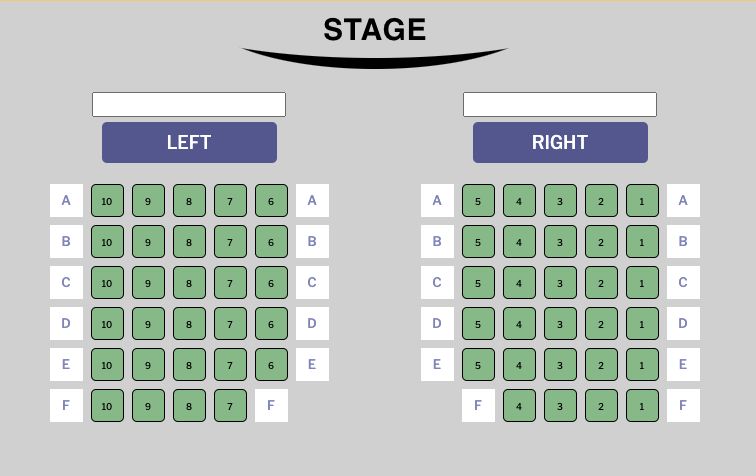 STAGE
LEFT RIGHT
A 10 9 8 7 6 A A 5 4 3 2 1 A
B 10 9 8 7 6 B B 5 4 3 2 1 B
C 10 9 8 7 6 C C 5 4 3 2 1 C
D 10 9 8 7 6 D D 5 4 3 2 1 D
E 10 9 8 7 6 E E 5 4 3 2 1 E
F 10 9 8 7 F F 4 3 2 1 F